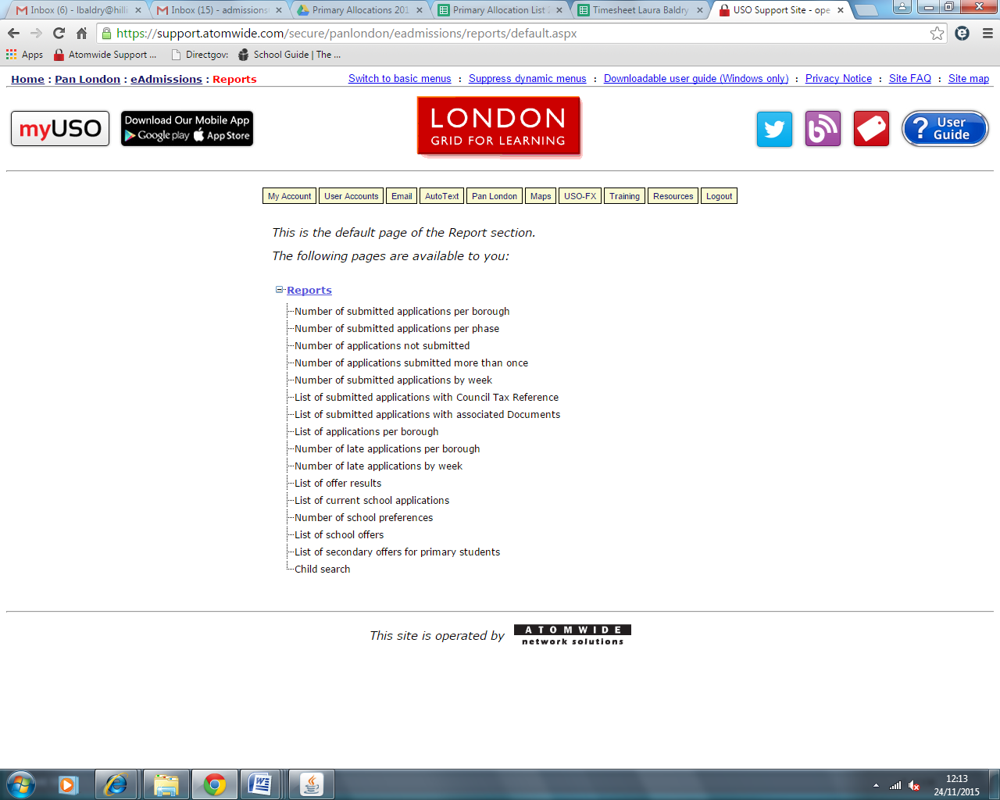 Inbox (6) - lbaldry@hilli
Inbox (15) - admissions
Primary Allocations 201
Primary Allocation List 2
Timesheet Laura Baldry
USO Support Site - ope
https://support.atomwide.com/secure/panlondon/eadmissions/reports/default.aspx
Apps
Atomwide Support ...
Directgov:
School Guide | The ...
Home : Pan London : eAdmissions : Reports
Switch to basic menus : Suppress dynamic menus : Downloadable user guide (Windows only) : Privacy Notice : Site FAQ : Site map
myUSO
Download Our Mobile App
Google play App Store
LONDON
GRID FOR LEARNING
? User Guide
My Account User Accounts Email AutoText Pan London Maps USO-FX Training Resources Logout
This is the default page of the Report section.
The following pages are available to you:
Reports
Number of submitted applications per borough
Number of submitted applications per phase
Number of applications not submitted
Number of applications submitted more than once
Number of submitted applications by week
List of submitted applications with Council Tax Reference
List of submitted applications with associated Documents
List of applications per borough
Number of late applications per borough
Number of late applications by week
List of offer results
List of current school applications
Number of school preferences
List of school offers
List of secondary offers for primary students
Child search
This site is operated by
ATOMWIDE
network solutions
12:13
24/11/2015